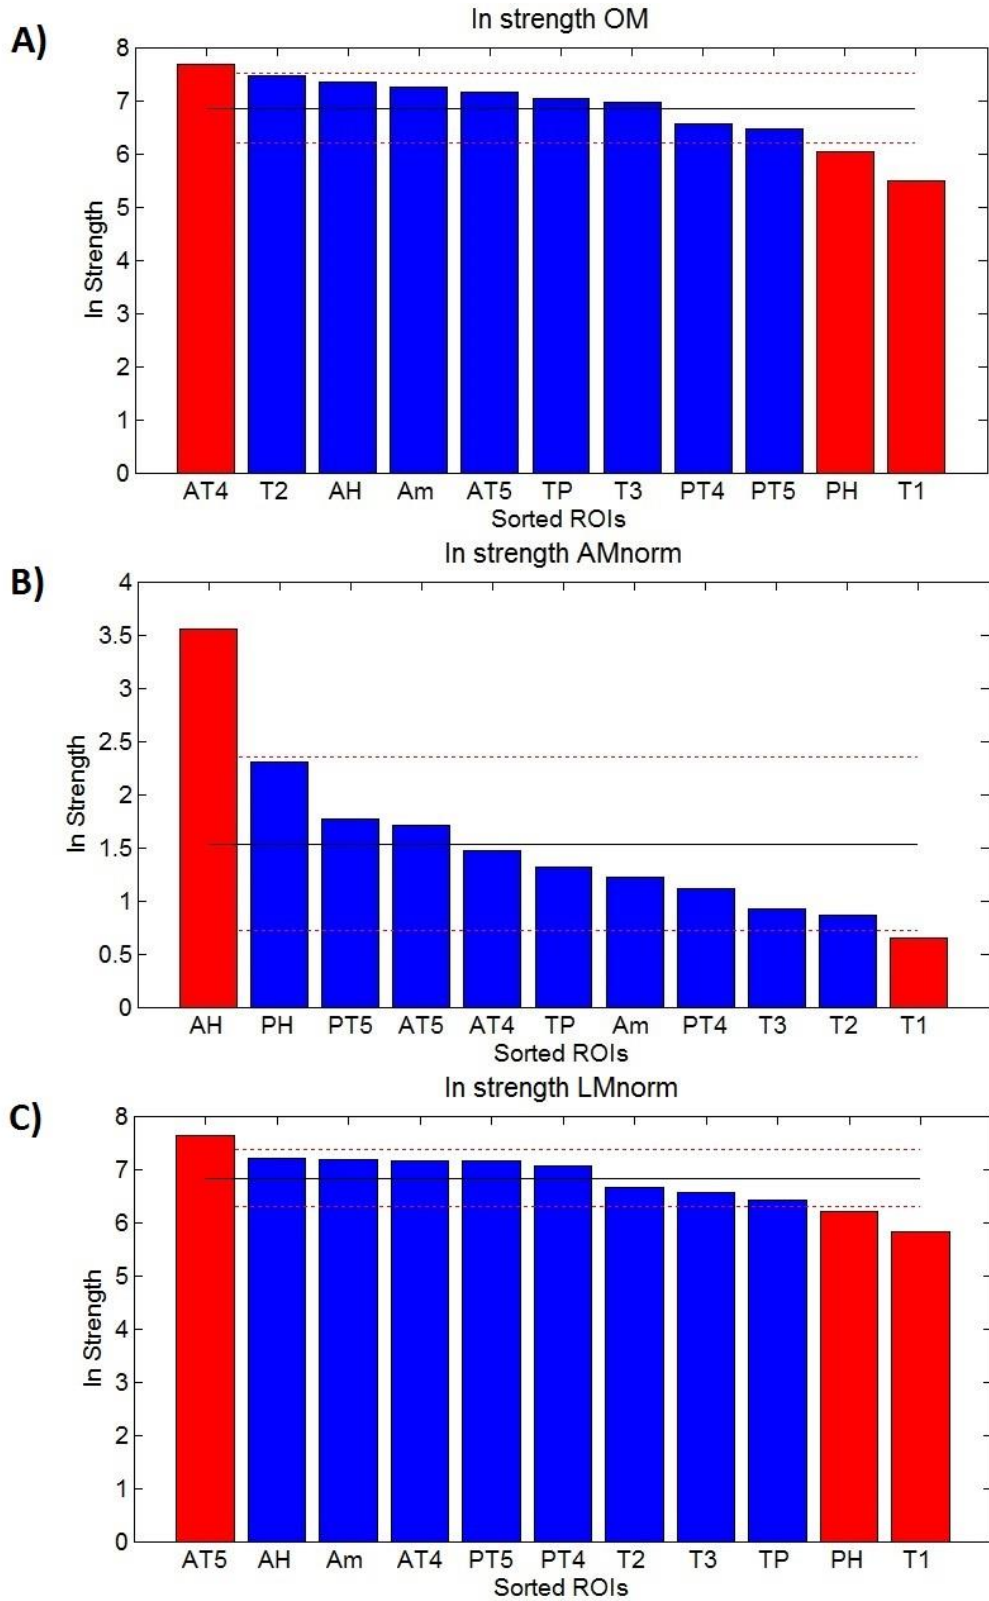 A)
In strength OM
8
7
6
5
4
3
2
1
0
In Strength
AT4 T2 AH Am AT5 TP T3 PT4 PT5 PH T1
Sorted ROIs
B)
In strength AMnorm
4
3.5
3
2.5
2
1.5
1
0.5
0
In Strength
AH PH PT5 AT5 AT4 TP Am PT4 T3 T2 T1
Sorted ROIs
C)
In strength LMnorm
8
7
6
5
4
3
2
1
0
In Strength
AT5 AH Am AT4 PT5 PT4 T2 T3 TP PH T1
Sorted ROIs